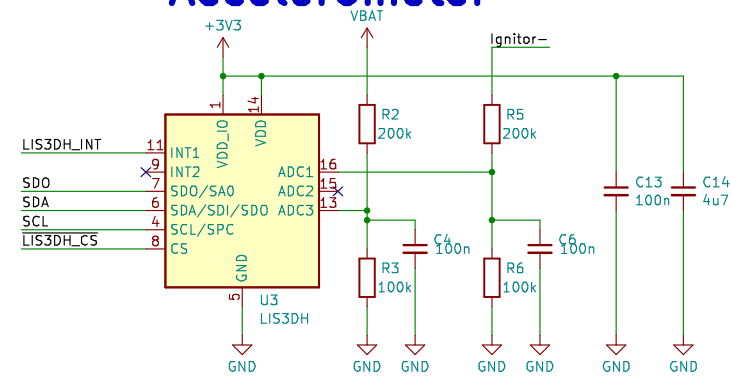 Accelerometer
+3V3
VBAT
Ignitor-
1
14
VDD_IO
VDD
R2
200k
R5
200k
LIS3DH_INT
11
INT1
9
INT2
ADC1
16
SDO
7
SDO/SA0
ADC2
15
SDA
6
SDA/SDI/SDO
ADC3
13
SCL
4
SCL/SPC
LIS3DH_CS
8
CS
C13
100n
C14
4u7
C4
100n
C6
100n
GND
5
R3
100k
R6
100k
U3
LIS3DH
GND
GND
GND
GND
GND
GND
GND